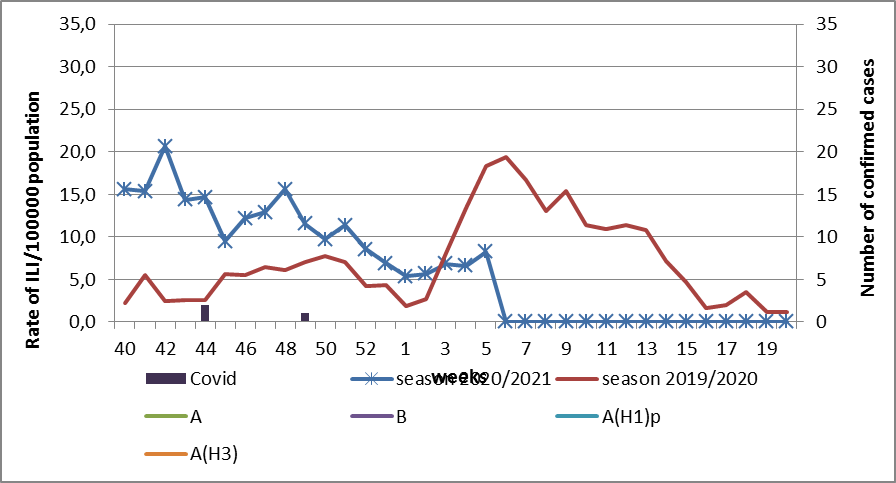 Rate of ILI/100000 population
35,0
30,0
25,0
20,0
15,0
10,0
5,0
0,0
35
30
25
20
15
10
5
0
Number of confirmed cases
40 42 44 46 48 50 52 1 3 5 7 9 11 13 15 17 19
weeks
Covid season 2020/2021 season 2019/2020
A B A(H1)p
A(H3)